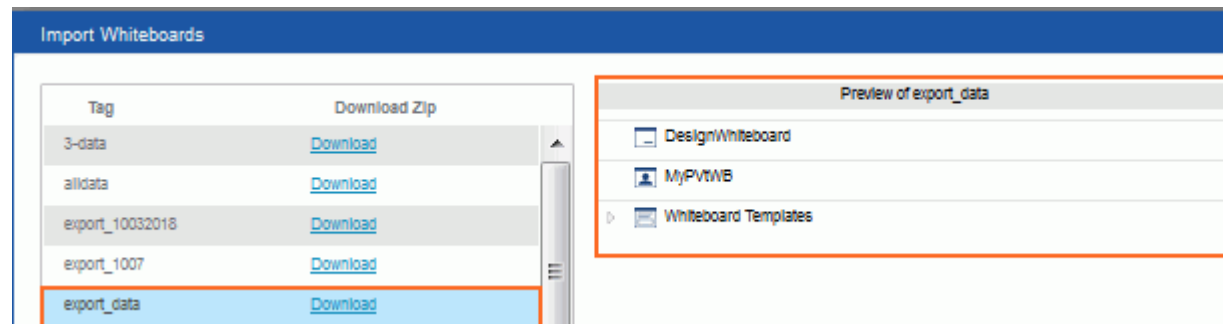 Import Whiteboards
Tag Download Zip
3-data Download
alldata Download
export_10032018 Download
export_1007 Download
export_data Download
Preview of export_data
DesignWhiteboard
MyPVtWB
Whiteboard Templates